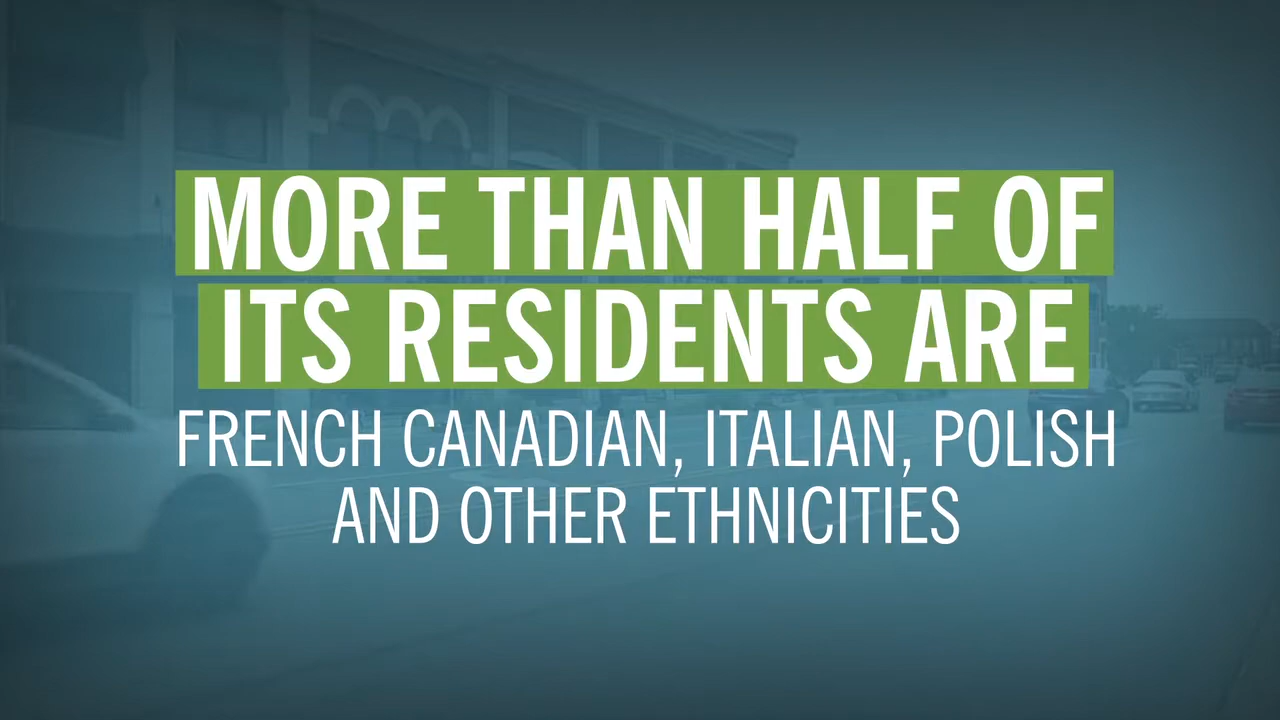 MORE THAN HALF OF
ITS RESIDENTS ARE
FRENCH CANADIAN, ITALIAN, POLISH
AND OTHER ETHNICITIES